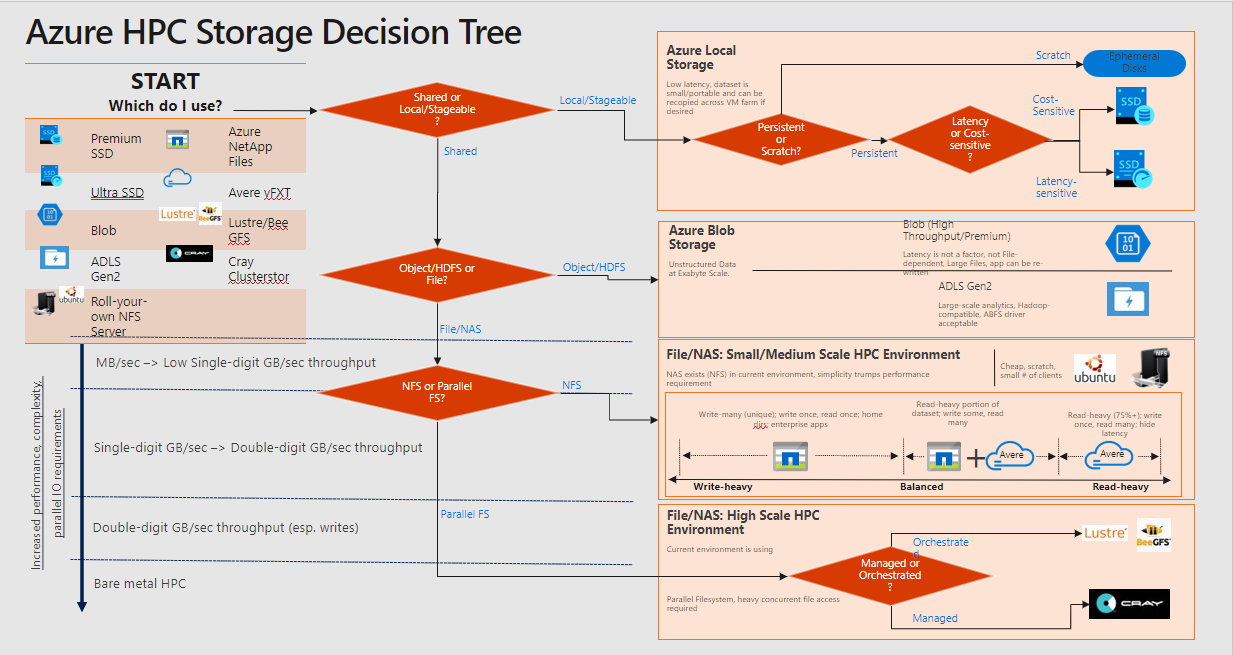 Azure HPC Storage Decision Tree
START
Which do I use?
Premium
SSD
Azure
NetApp
Files
Ultra SSD
Avere yFXT
Blob
Lustre
BeeGFS
Lustre/Bee
GFS
ADLS
Gen2
CRAY
Cray
Clusterstor
ubuntu
Roll-your-
own NFS
Server
Increased performance, complexity,
parallel IO requirements
MB/sec –> Low Single-digit GB/sec throughput
Single-digit GB/sec –> Double-digit GB/sec throughput
Double-digit GB/sec throughput (esp. writes)
Bare metal HPC
Shared or
Local/Stageable
?
Local/Stageable
Shared
Object/HDFS or
File?
Object/HDFS
File/NAS
NFS or Parallel
FS?
NFS
Parallel FS
Azure Local
Storage
Low latency, dataset is
small/portable and can be
recopied across VM farm if
desired
Persistent
or
Scratch?
Scratch
Ephemeral
Disks
Persistent
Latency
or Cost-
sensitive
?
Cost-
Sensitive
SSD
Latency-
sensitive
SSD
Azure Blob
Storage
Unstructured Data
at Exabyte Scale.
Blob (High
Throughput/Premium)
Latency is not a factor, not File-
dependent, Large Files, app can be re-
written
10
01
ADLS Gen2
Large-scale analytics, Hadoop-
compatible, ABFS driver
acceptable
File/NAS: Small/Medium Scale HPC Environment
NAS exists (NFS) in current environment, simplicity trumps performance
requirement
Cheap, scratch,
small # of clients
ubuntu
NFS
Write-many (unique); write once, read once; home
dirs; enterprise apps
Read-heavy portion of
dataset; write some, read
many
Read-heavy (75%+); write
once, read many; hide
latency
+
Avere
Avere
Write-heavy
Balanced
Read-heavy
File/NAS: High Scale HPC
Environment
Current environment is using
Parallel Filesystem, heavy concurrent file access
required
Managed or
Orchestrated
?
Orchestrate
d
Lustre
BeeGFS
Managed
CRAY